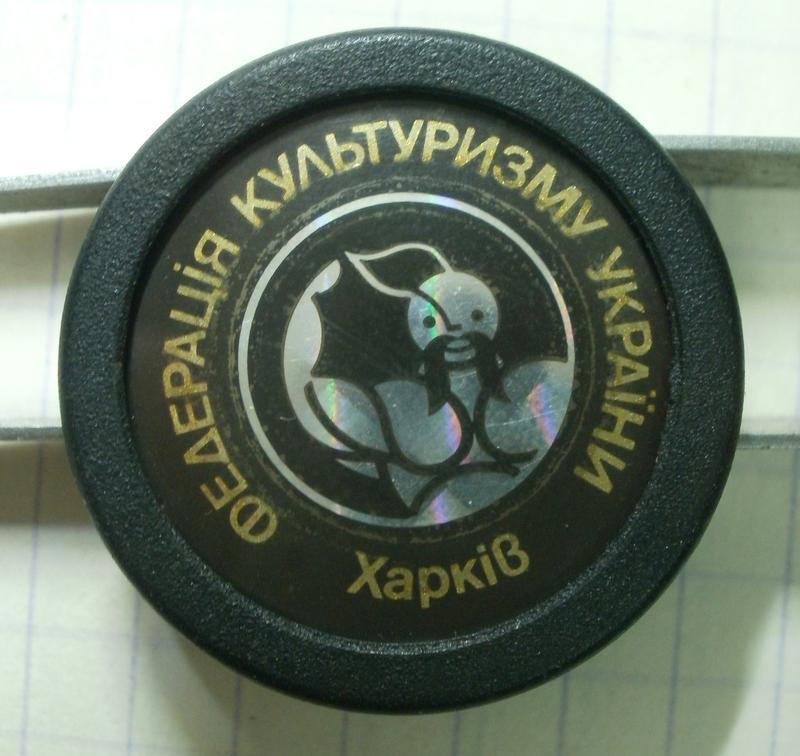 ФЕДЕРАЦІЯ КУЛЬТУРИЗМУ УКРАЇНИ
Харків